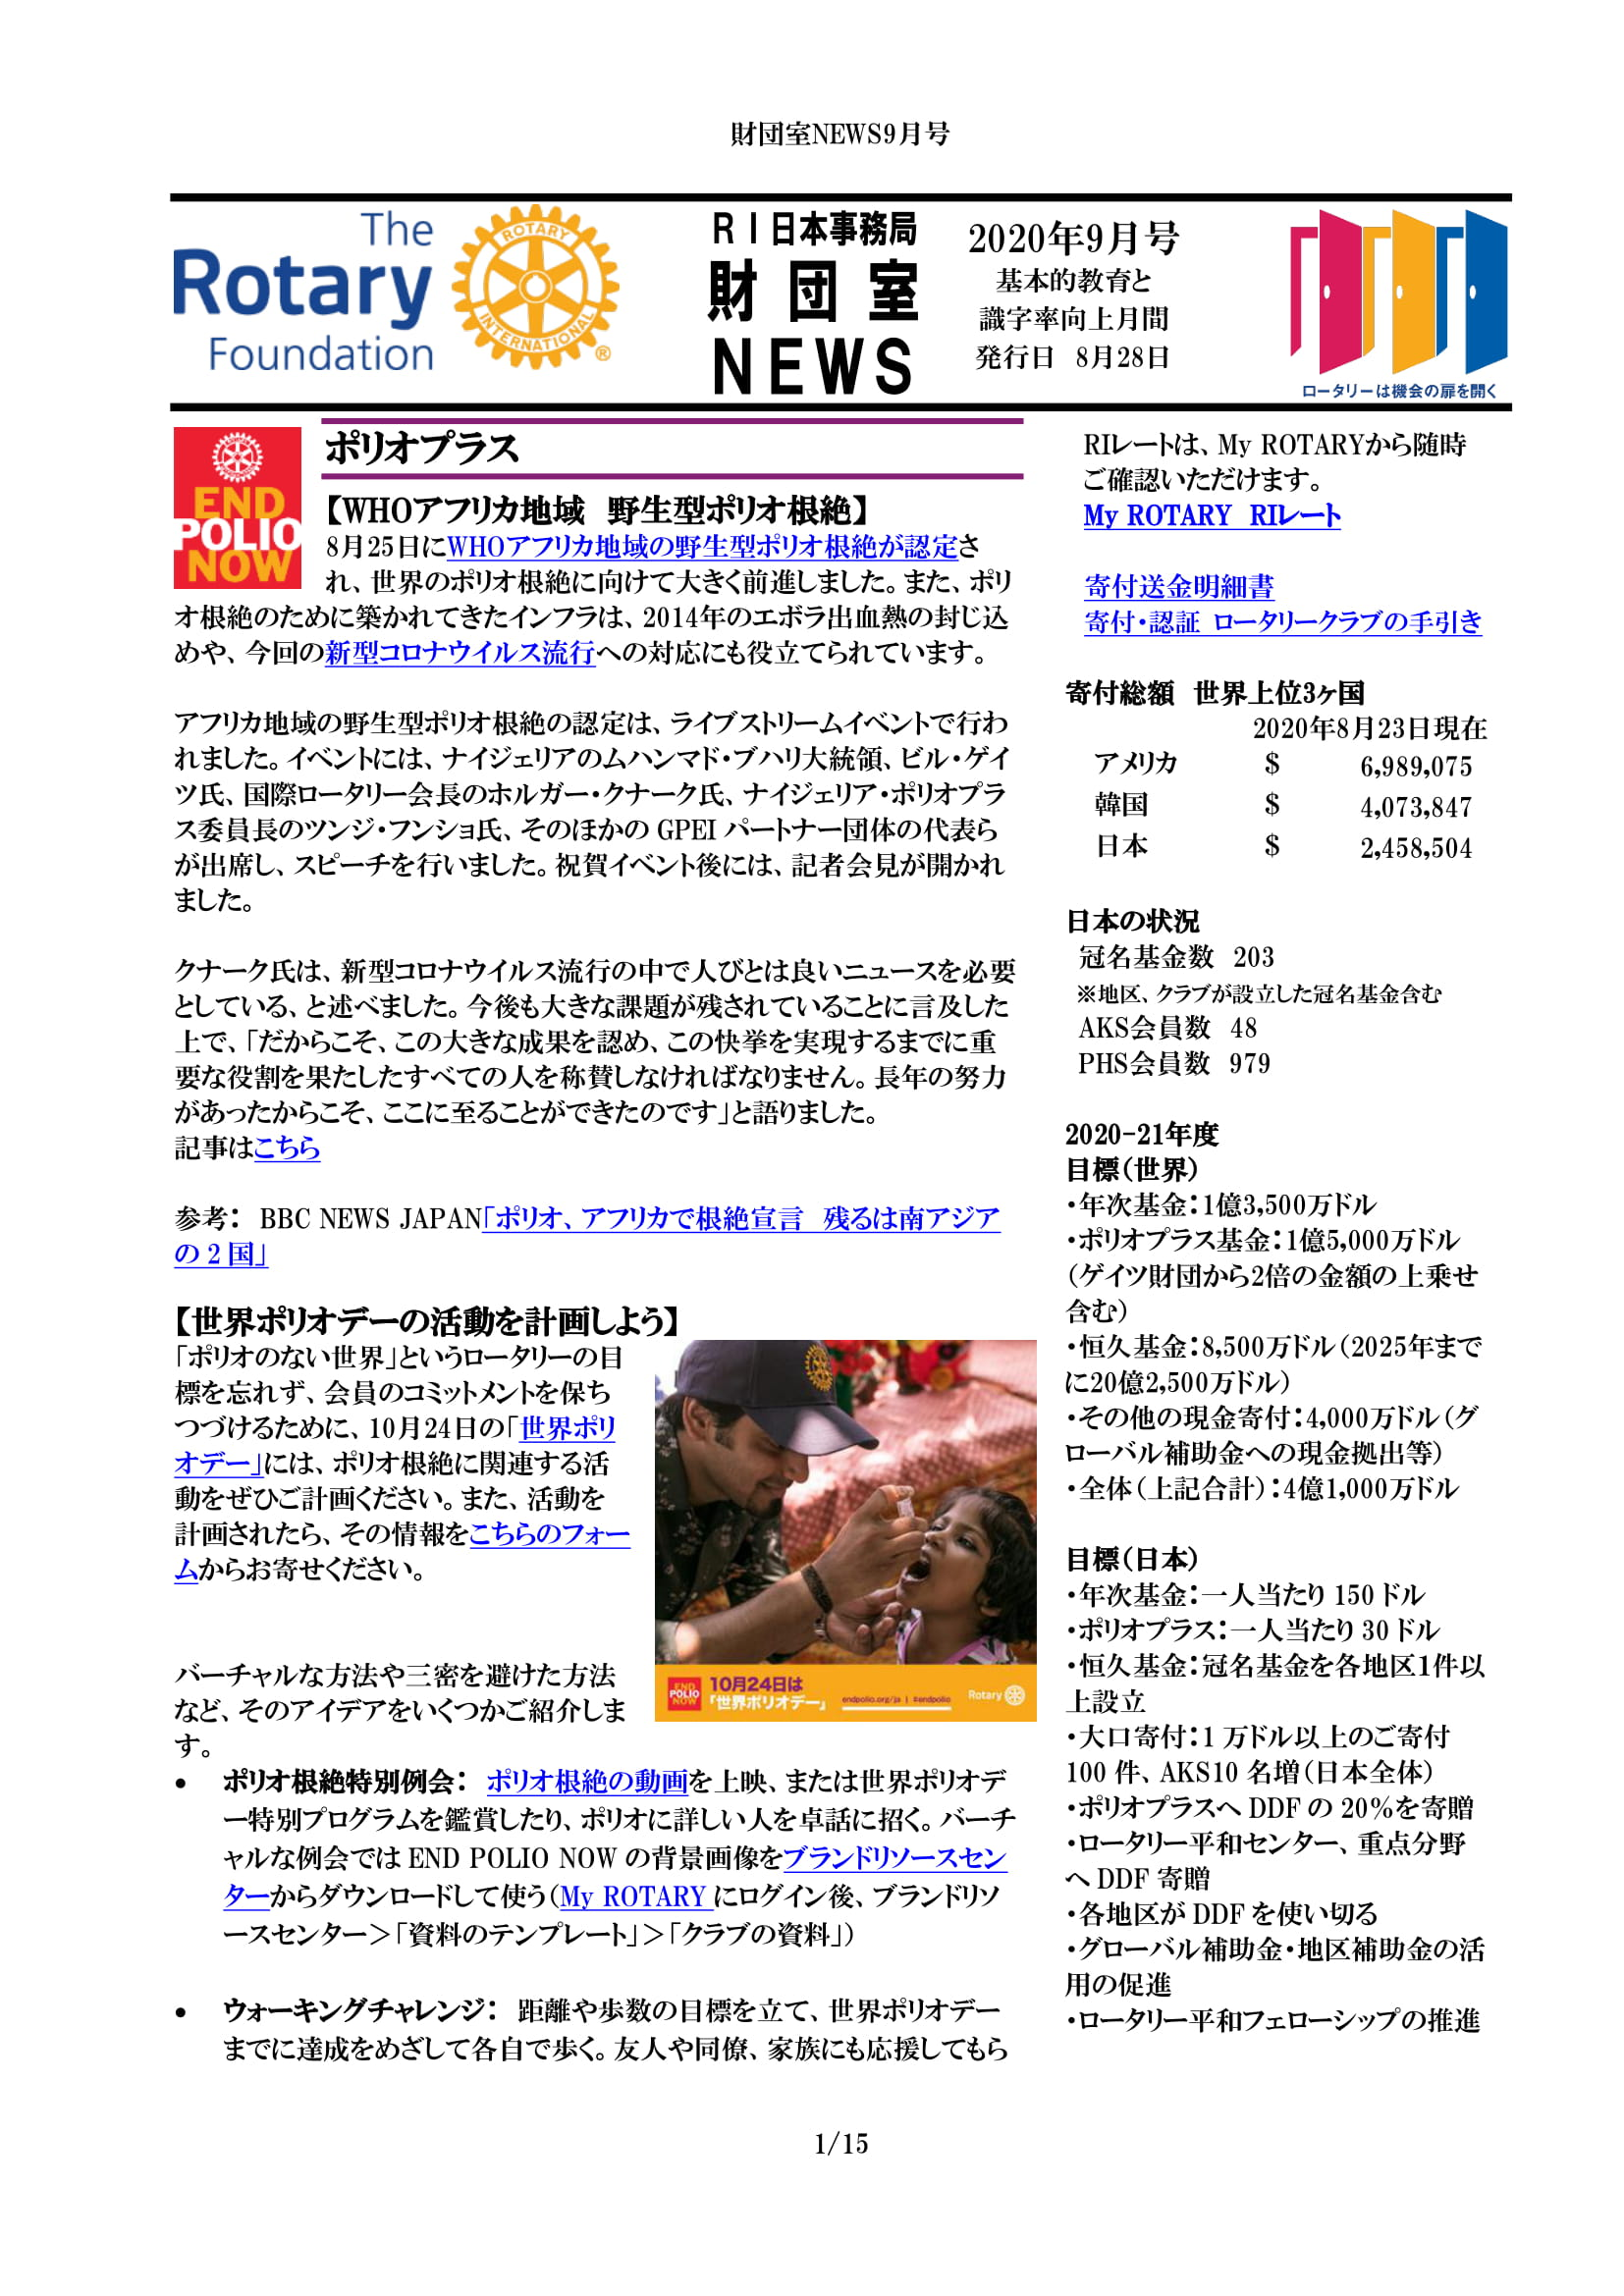 財団室NEWS9月号
The
Rotary
Foundation
ROTARY
INTERNATIONAL
®
RI日本事務局
財団室
NEWS
2020年9月号
基本的教育と
識字率向上月間
発行日 8月28日
ロータリーは機会の扉を開く
END
POLIO
NOW
ポリオプラス
【WHOアフリカ地域 野生型ポリオ根絶】
8月25日にWHOアフリカ地域の野生型ポリオ根絶が認定さ
れ、世界のポリオ根絶に向けて大きく前進しました。また、ポリ
オ根絶のために築かれてきたインフラは、2014年のエボラ出血熱の封じ込
めや、今回の新型コロナウイルス流行への対応にも役立てられています。
アフリカ地域の野生型ポリオ根絶の認定は、ライブストリームイベントで行わ
れました。イベントには、ナイジェリアのムハンマド・ブハリ大統領、ビル・ゲイ
ツ氏、国際ロータリー会長のホルガー・クナーク氏、ナイジェリア・ポリオプラ
ス委員長のツンジ・フンショ氏、そのほかの GPEI パートナー団体の代表ら
が出席し、スピーチを行いました。祝賀イベント後には、記者会見が開かれ
ました。
クナーク氏は、新型コロナウイルス流行の中で人びとは良いニュースを必要
としている、と述べました。今後も大きな課題が残されていることに言及した
上で、「だからこそ、この大きな成果を認め、この快挙を実現するまでに重
要な役割を果たしたすべての人を称賛しなければなりません。長年の努力
があったからこそ、ここに至ることができたのです」と語りました。
記事はこちら
参考： BBC NEWS JAPAN「ポリオ、アフリカで根絶宣言 残るは南アジア
の 2 国」
【世界ポリオデーの活動を計画しよう】
「ポリオのない世界」というロータリーの目
標を忘れず、会員のコミットメントを保ち
つづけるために、10月24日の「世界ポリ
オデー」には、ポリオ根絶に関連する活
動をぜひご計画ください。また、活動を
計画されたら、その情報をこちらのフォー
ムからお寄せください。
バーチャルな方法や三密を避けた方法
など、そのアイデアをいくつかご紹介しま
す。
END
POLIO
NOW
10月24日は
「世界ポリオデー」
endpolio.org/ja | #endpolio
Rotary
• ポリオ根絶特別例会： ポリオ根絶の動画を上映、または世界ポリオデ
ー特別プログラムを鑑賞したり、ポリオに詳しい人を卓話に招く。バーチ
ャルな例会では END POLIO NOW の背景画像をブランドリソースセン
ターからダウンロードして使う（My ROTARY にログイン後、ブランドリソ
ースセンター＞「資料のテンプレート」＞「クラブの資料」）
• ウォーキングチャレンジ： 距離や歩数の目標を立て、世界ポリオデー
までに達成をめざして各自で歩く。友人や同僚、家族にも応援してもら
RIレートは、My ROTARYから随時
ご確認いただけます。
My ROTARY RIレート
寄付送金明細書
寄付・認証 ロータリークラブの手引き
寄付総額 世界上位3ヶ国
2020年8月23日現在
アメリカ $ 6,989,075
韓国 $ 4,073,847
日本 $ 2,458,504
日本の状況
冠名基金数 203
※地区、クラブが設立した冠名基金含む
AKS会員数 48
PHS会員数 979
2020-21年度
目標（世界）
・年次基金：1億3,500万ドル
・ポリオプラス基金：1億5,000万ドル
（ゲイツ財団から2倍の金額の上乗せ
含む）
・恒久基金：8,500万ドル（2025年まで
に20億2,500万ドル）
・その他の現金寄付：4,000万ドル（グ
ローバル補助金への現金拠出等）
・全体（上記合計）：4億1,000万ドル
目標（日本）
・年次基金：一人当たり 150 ドル
・ポリオプラス：一人当たり 30 ドル
・恒久基金：冠名基金を各地区1件以
上設立
・大口寄付：1 万ドル以上のご寄付
100 件、AKS10 名増（日本全体）
・ポリオプラスへ DDF の 20％を寄贈
・ロータリー平和センター、重点分野
へ DDF 寄贈
・各地区が DDF を使い切る
・グローバル補助金・地区補助金の活
用の促進
・ロータリー平和フェローシップの推進
1/15